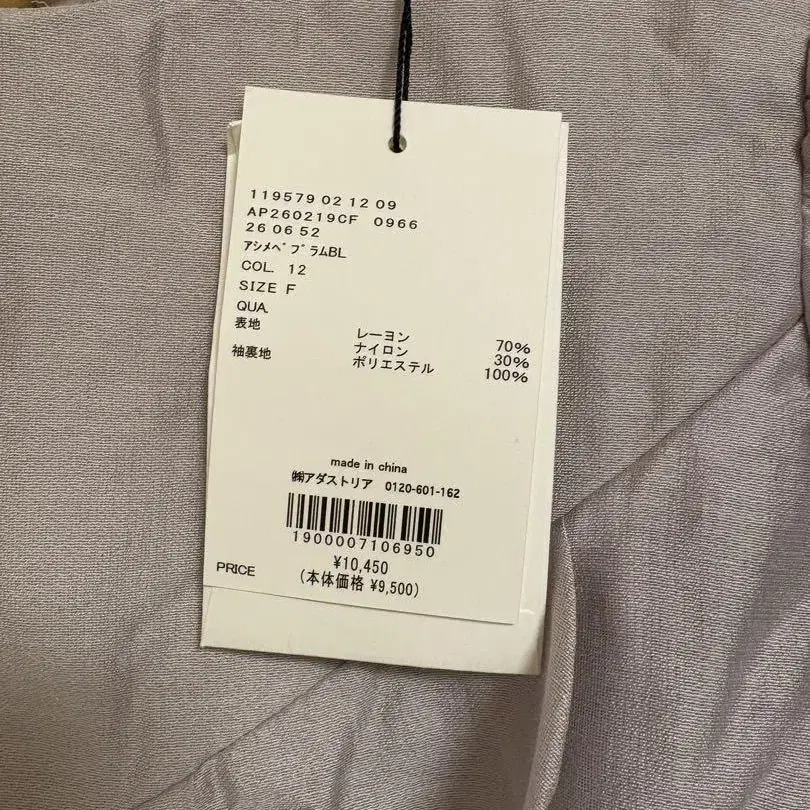 119579 02 12 09
AP260219CF 0966
26 06 52
ｱｼﾒﾍﾟﾌﾟﾗﾑBL
COL. 12
SIZE F
QUA.
表地 レーヨン 70%
ナイロン 30%
袖裏地 ポリエステル 100%
made in china
㈱アダストリア 0120-601-162
1900007106950
PRICE ¥10,450
(本体価格 ¥9,500)